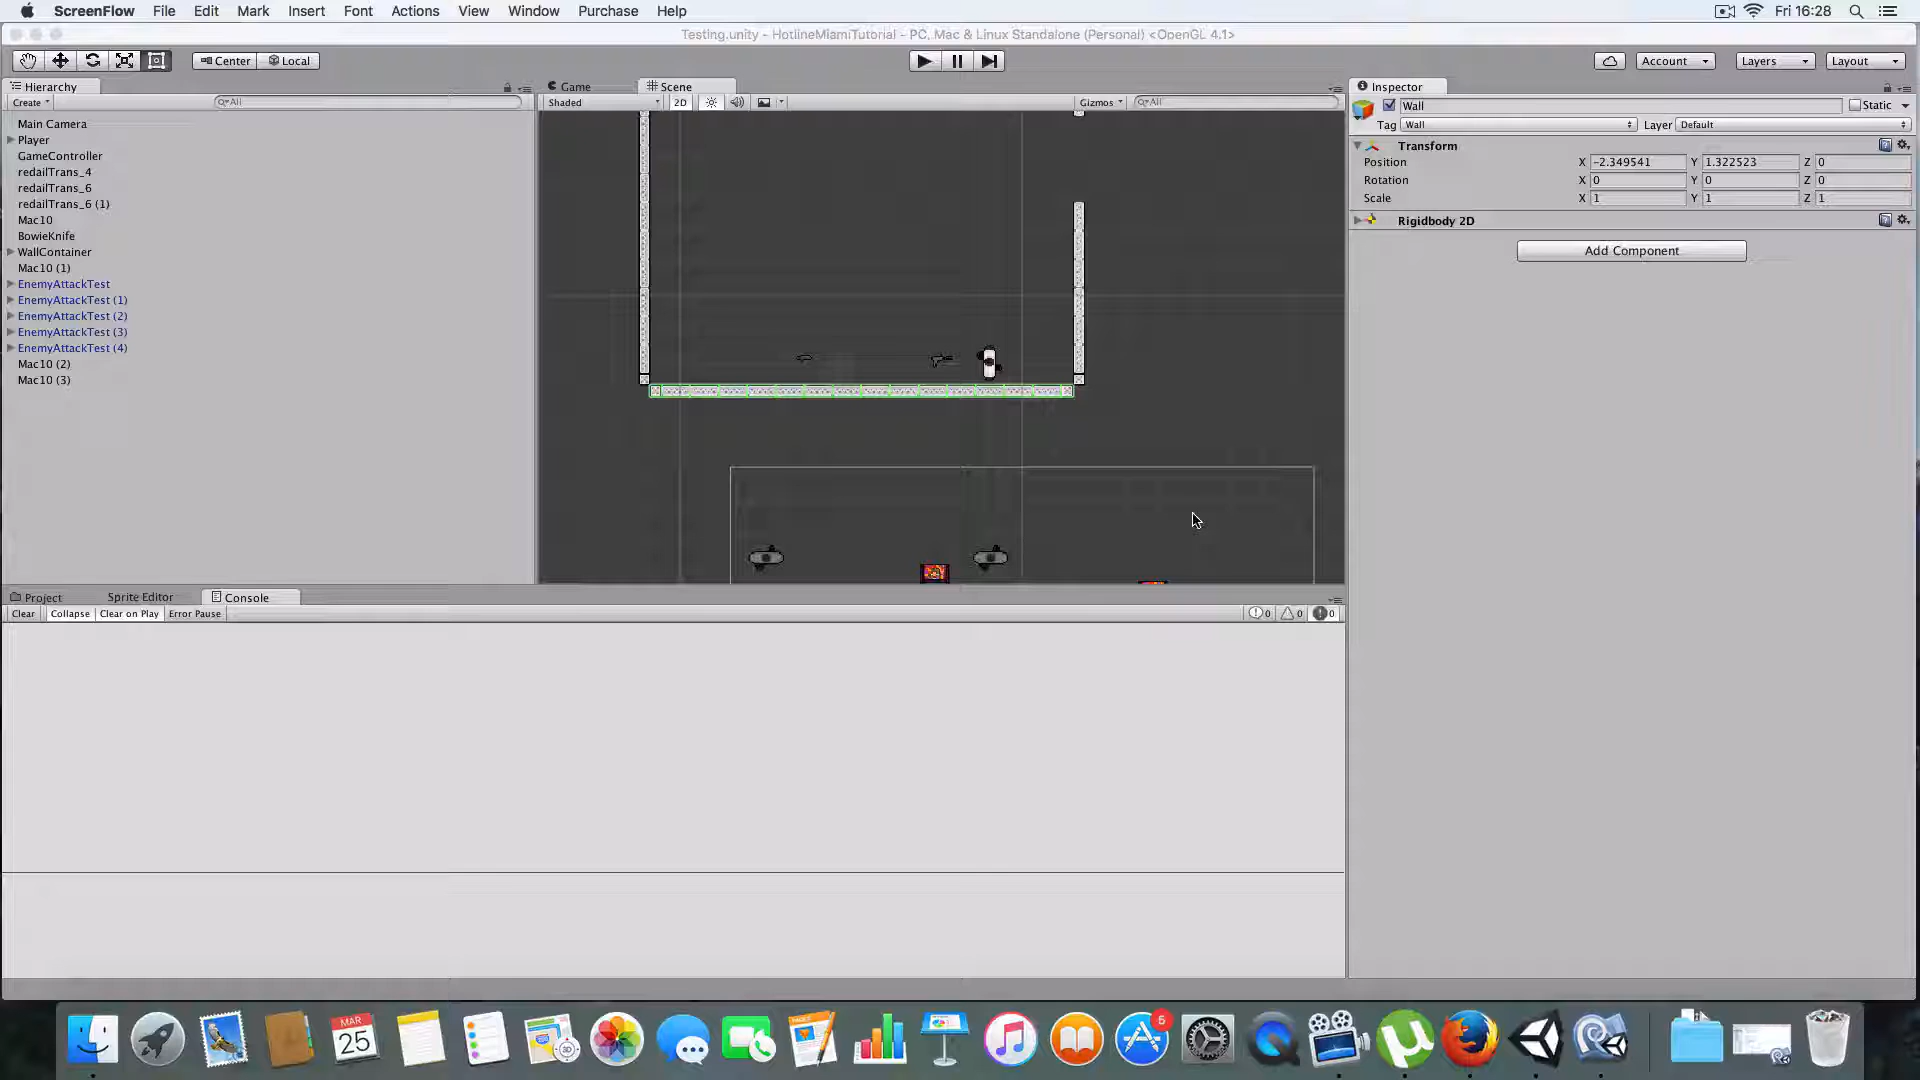 ScreenFlow File Edit Mark Insert Font Actions View Window Purchase Help Fri 16:28
Testing.unity - HotlineMiamiTutorial - PC, Mac & Linux Standalone (Personal) <OpenGL 4.1>
Center Local Account Layers Layout
Hierarchy Game Scene Inspector
Create All Shaded 2D Gizmos All Wall Static
Tag Wall Layer Default
Main Camera
Player
GameController
redailTrans_4
redailTrans_6
redailTrans_6 (1)
Mac10
BowieKnife
WallContainer
Mac10 (1)
EnemyAttackTest
EnemyAttackTest (1)
EnemyAttackTest (2)
EnemyAttackTest (3)
EnemyAttackTest (4)
Mac10 (2)
Mac10 (3)
Transform
Position X -2.349541 Y 1.322523 Z 0
Rotation X 0 Y 0 Z 0
Scale X 1 Y 1 Z 1
Rigidbody 2D
Add Component
Project Sprite Editor Console
Clear Collapse Clear on Play Error Pause 0 0 0
MAR
25
5